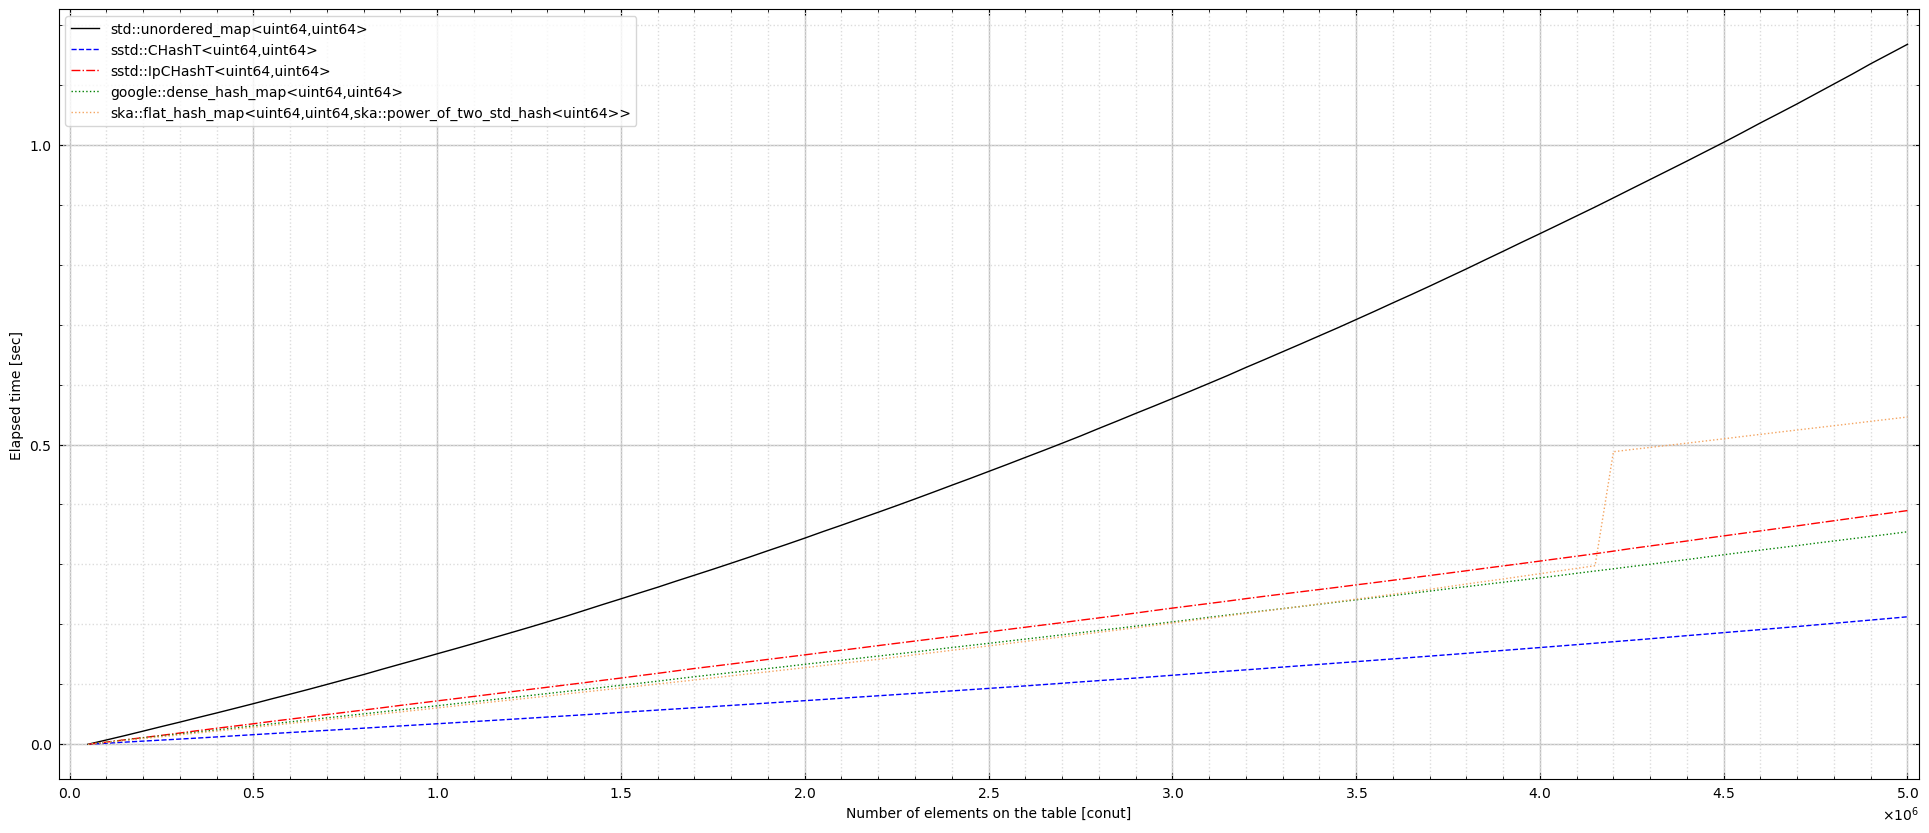 std::unordered_map<uint64,uint64>
sstd::CHashT<uint64,uint64>
sstd::IpCHashT<uint64,uint64>
google::dense_hash_map<uint64,uint64>
ska::flat_hash_map<uint64,uint64,ska::power_of_two_std_hash<uint64>>
1.0
0.5
0.0
Elapsed time [sec]
0.0 0.5 1.0 1.5 2.0 2.5 3.0 3.5 4.0 4.5 5.0
Number of elements on the table [conut]
×10⁶